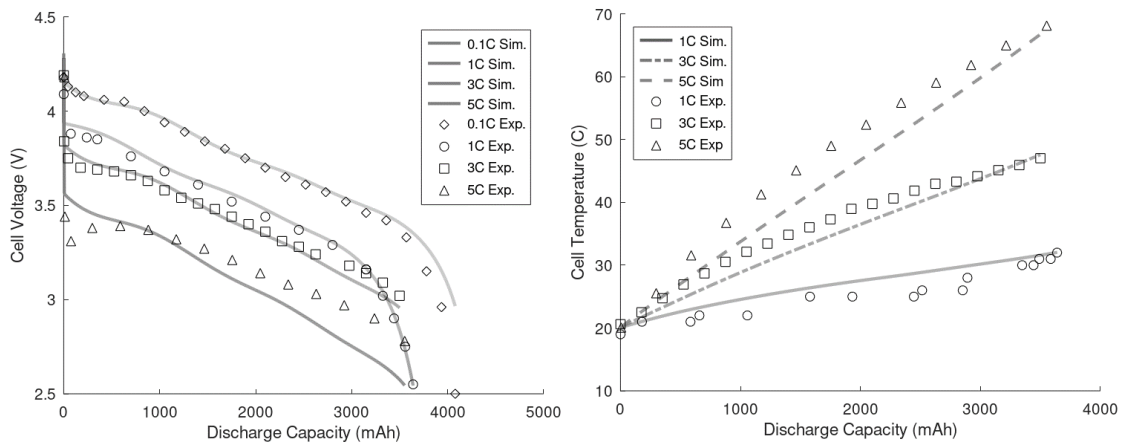 4.5
4
3.5
3
2.5
Cell Voltage (V)
0 1000 2000 3000 4000 5000
Discharge Capacity (mAh)
0.1C Sim.
1C Sim.
3C Sim.
5C Sim.
0.1C Exp.
1C Exp.
3C Exp.
5C Exp.
70
60
50
40
30
20
10
Cell Temperature (C)
0 1000 2000 3000 4000
Discharge Capacity (mAh)
1C Sim.
3C Sim.
5C Sim
1C Exp.
3C Exp.
5C Exp